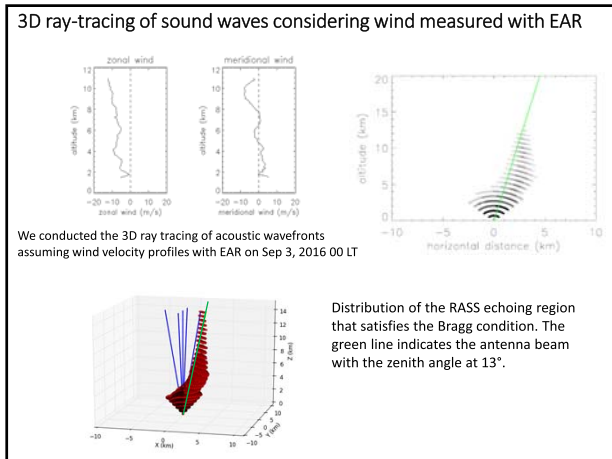 3D ray-tracing of sound waves considering wind measured with EAR
zonal wind
12
10
8
6
4
2
0
altitude (km)
-20 -10 0 10 20
zonal wind (m/s)
meridional wind
12
10
8
6
4
2
0
altitude (km)
-20 -10 0 10 20
meridional wind (m/s)
20
15
10
5
0
altitude (km)
-10 -5 0 5 10
horizontal distance (km)
We conducted the 3D ray tracing of acoustic wavefronts
assuming wind velocity profiles with EAR on Sep 3, 2016 00 LT
14
12
10
8
6
4
2
0
Z (km)
10
5
0
-5
-10
Y (km)
-10 -5 0 5 10
X (km)
Distribution of the RASS echoing region
that satisfies the Bragg condition. The
green line indicates the antenna beam
with the zenith angle at 13°.